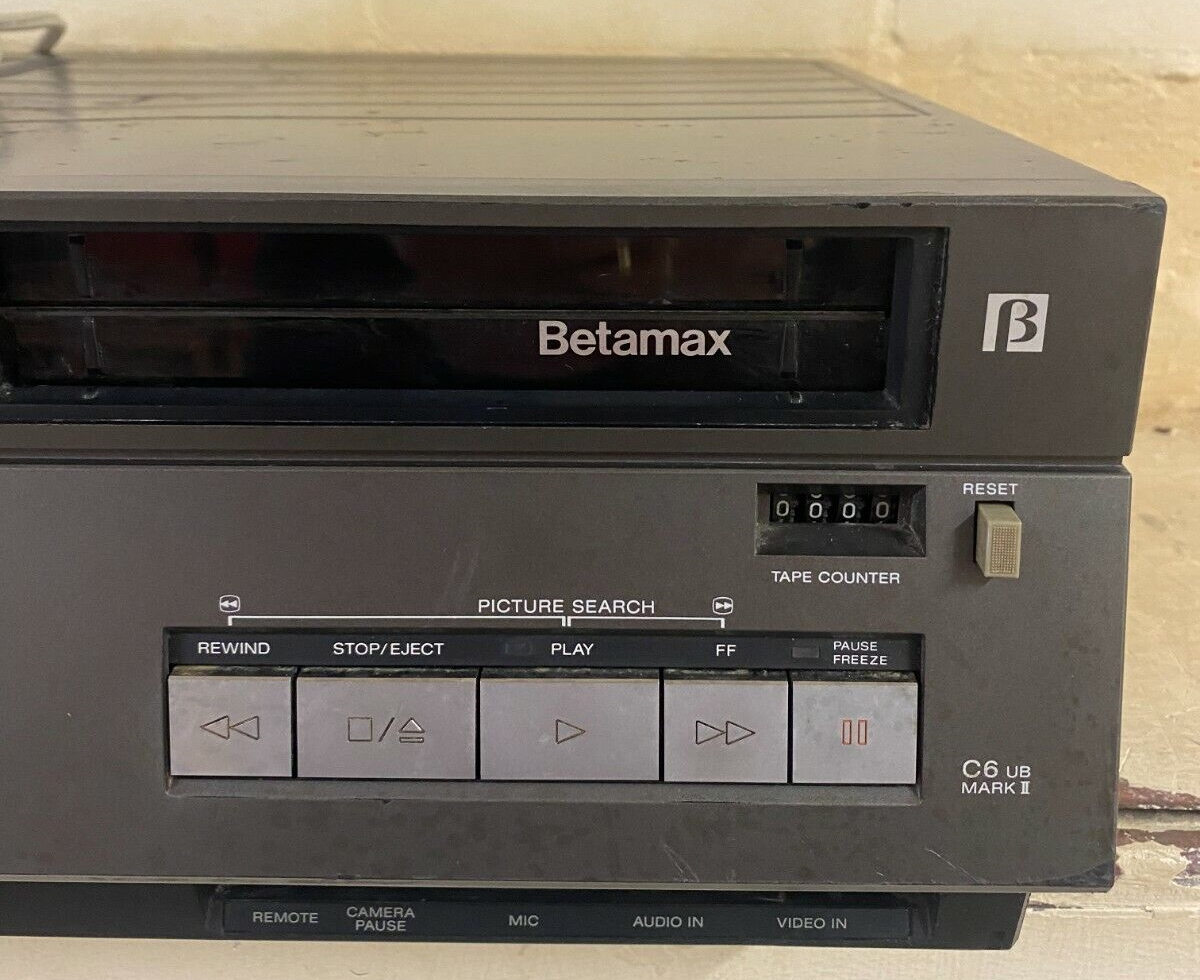 Betamax
β
RESET
0000
TAPE COUNTER
PICTURE SEARCH
REWIND STOP/EJECT PLAY FF PAUSE
FREEZE
C6 UB
MARK II
REMOTE CAMERA PAUSE MIC AUDIO IN VIDEO IN